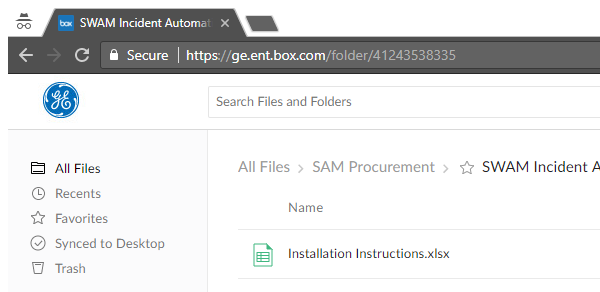 box SWAM Incident Automat
Secure https://ge.ent.box.com/folder/41243538335
GE
Search Files and Folders
All Files
Recents
Favorites
Synced to Desktop
Trash
All Files > SAM Procurement > SWAM Incident A
Name
Installation Instructions.xlsx